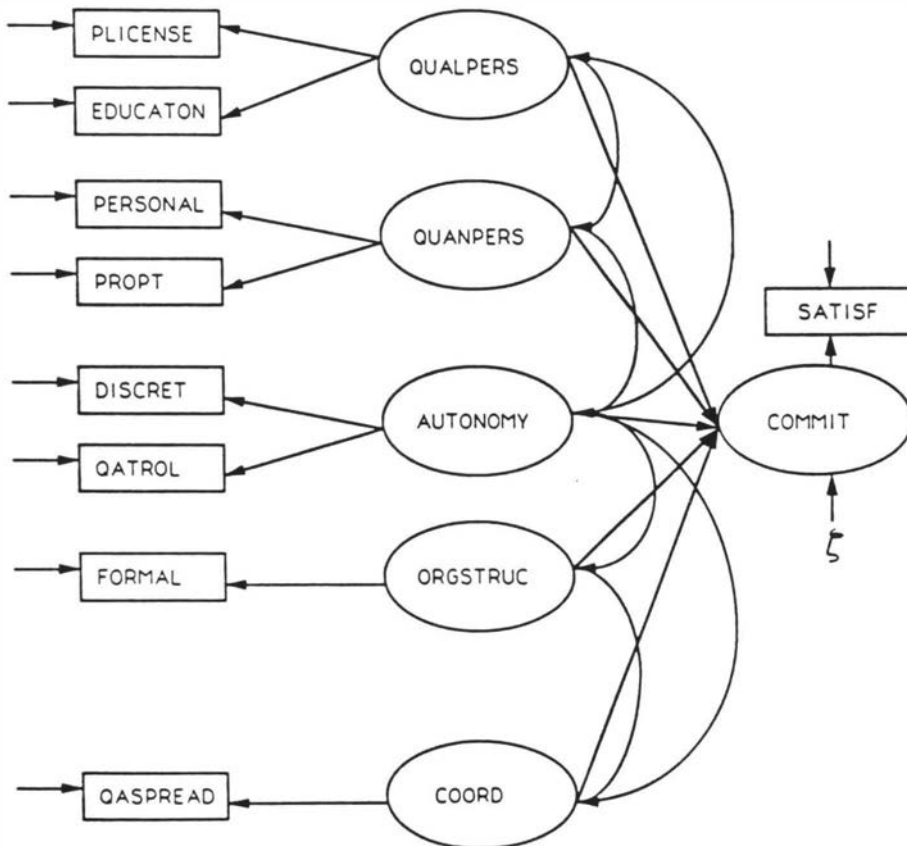 PLICENSE
QUALPERS
EDUCATON
PERSONAL
QUANPERS
PROPT
SATISF
DISCRET
AUTONOMY
COMMIT
QATROL
ζ
FORMAL
ORGSTRUC
QASPREAD
COORD